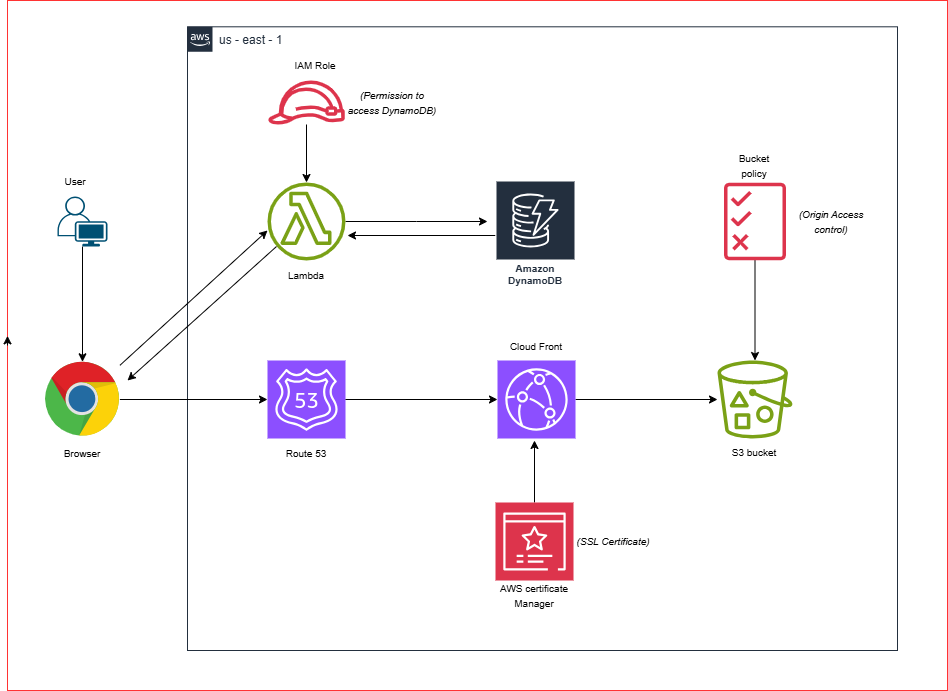 aws
us - east - 1
IAM Role
(Permission to
access DynamoDB)
User
Lambda
Amazon
DynamoDB
Bucket
policy
(Origin Access
control)
Browser
53
Route 53
Cloud Front
S3 bucket
(SSL Certificate)
AWS certificate
Manager